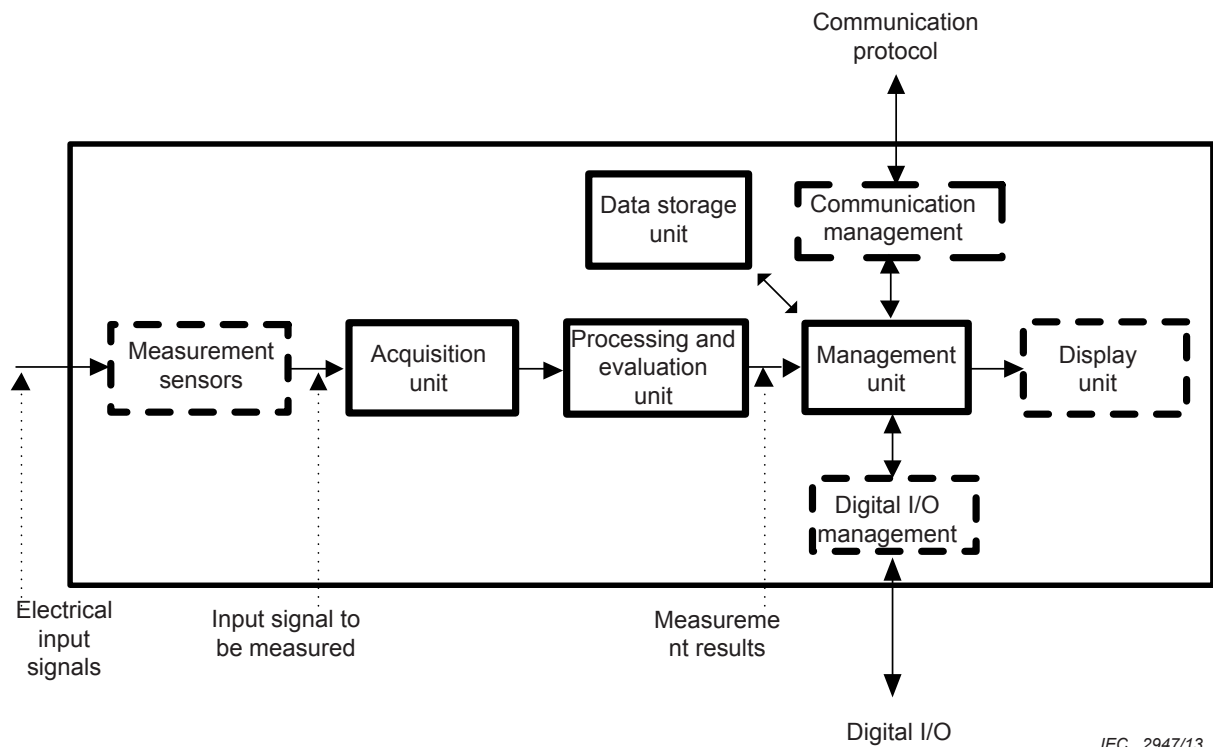 Communication
protocol
Data storage
unit
Communication
management
Measurement
sensors
Acquisition
unit
Processing and
evaluation
unit
Management
unit
Display
unit
Digital I/O
management
Electrical
input
signals
Input signal to
be measured
Measureme
nt results
Digital I/O
IEC 2947/13